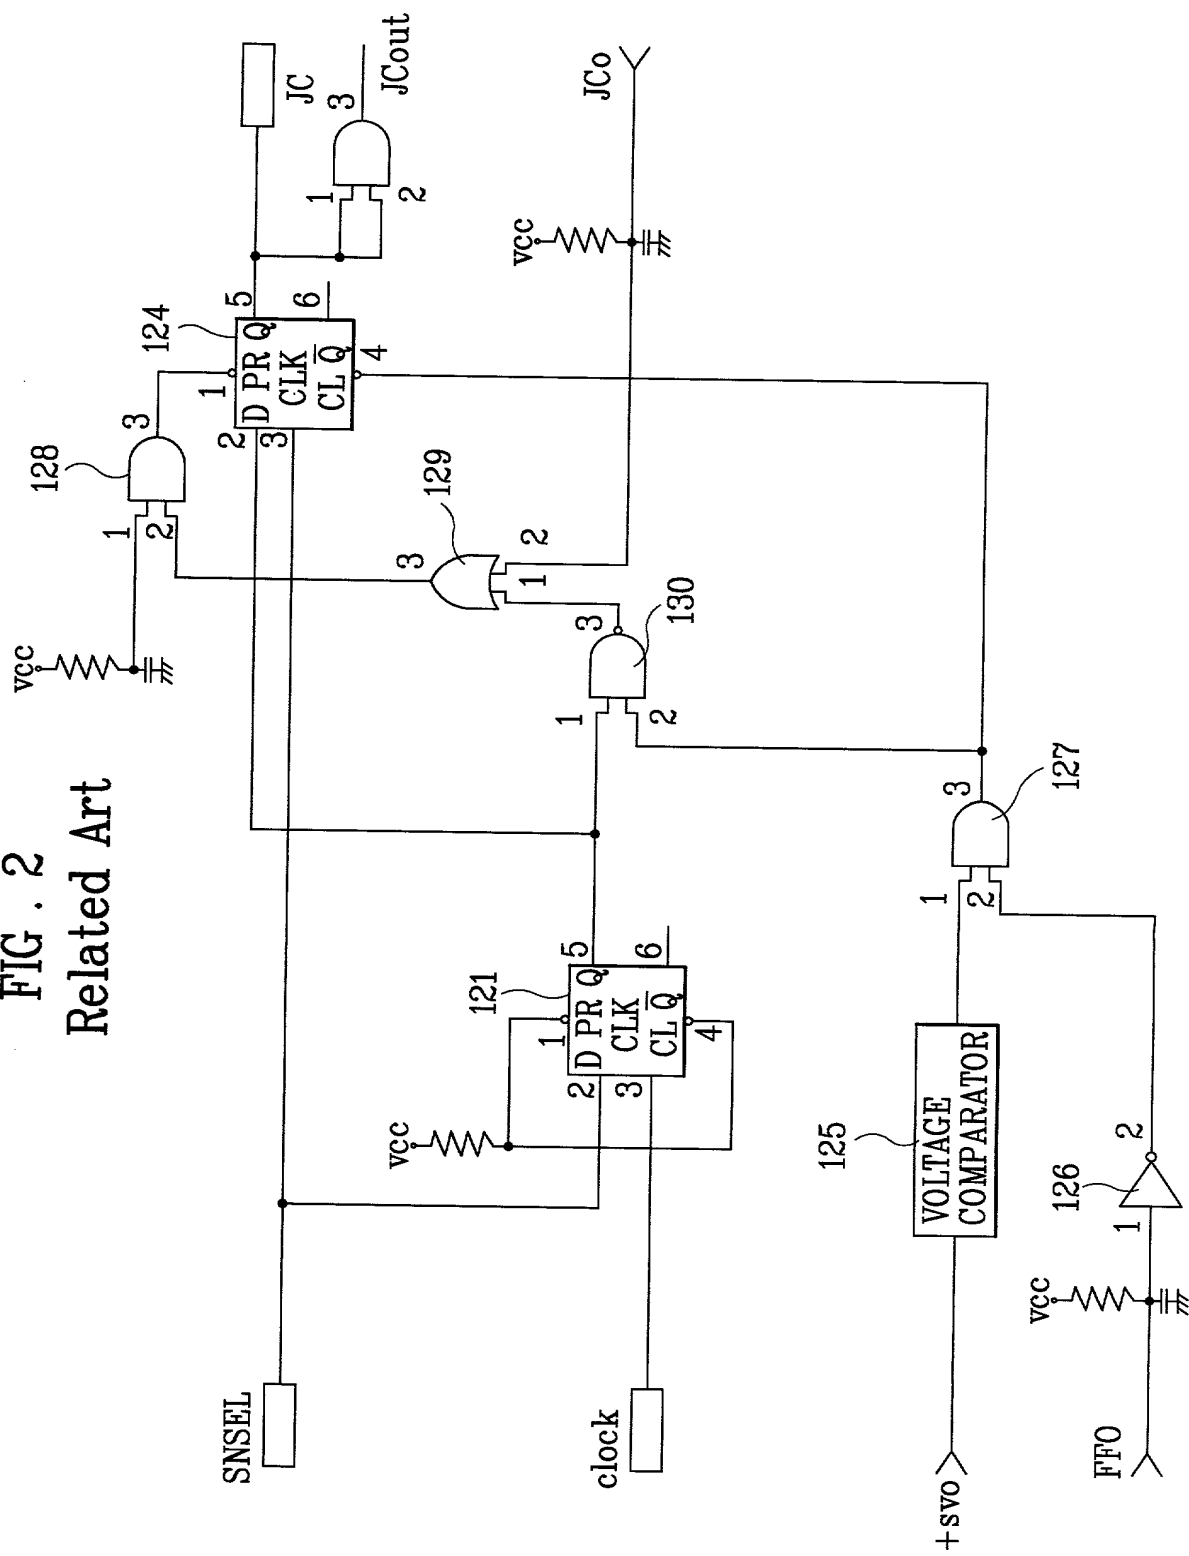 FIG . 2
Related Art
SNSEL
clock
+svo
FFO
vcc
121
1
2
3
4
5
6
D PR Q
CLK
CL Q̅
125
VOLTAGE
COMPARATOR
vcc
126
1
2
127
1
2
3
130
1
2
3
129
1
2
3
vcc
128
1
2
3
124
1
2
3
4
5
6
D PR Q
CLK
CL Q̅
vcc
JC
1
2
3
JCout
JCo